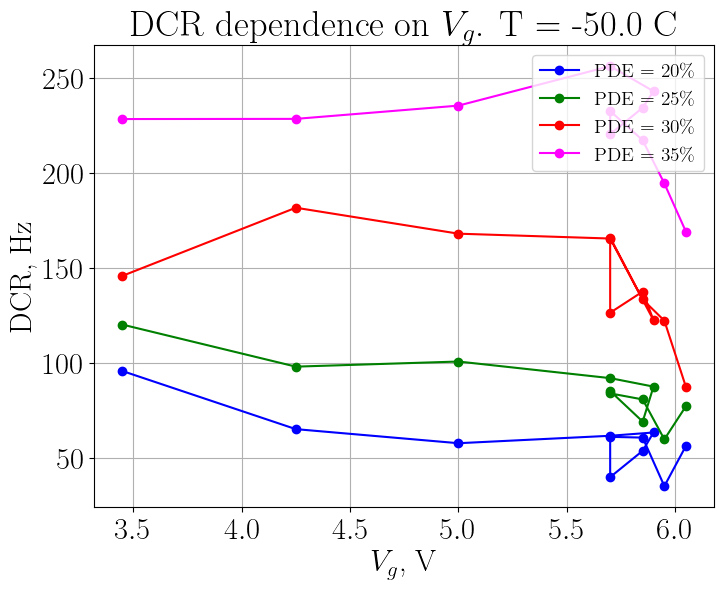 DCR dependence on V_g. T = -50.0 C
PDE = 20%
PDE = 25%
PDE = 30%
PDE = 35%
DCR, Hz
250
200
150
100
50
3.5 4.0 4.5 5.0 5.5 6.0
V_g, V